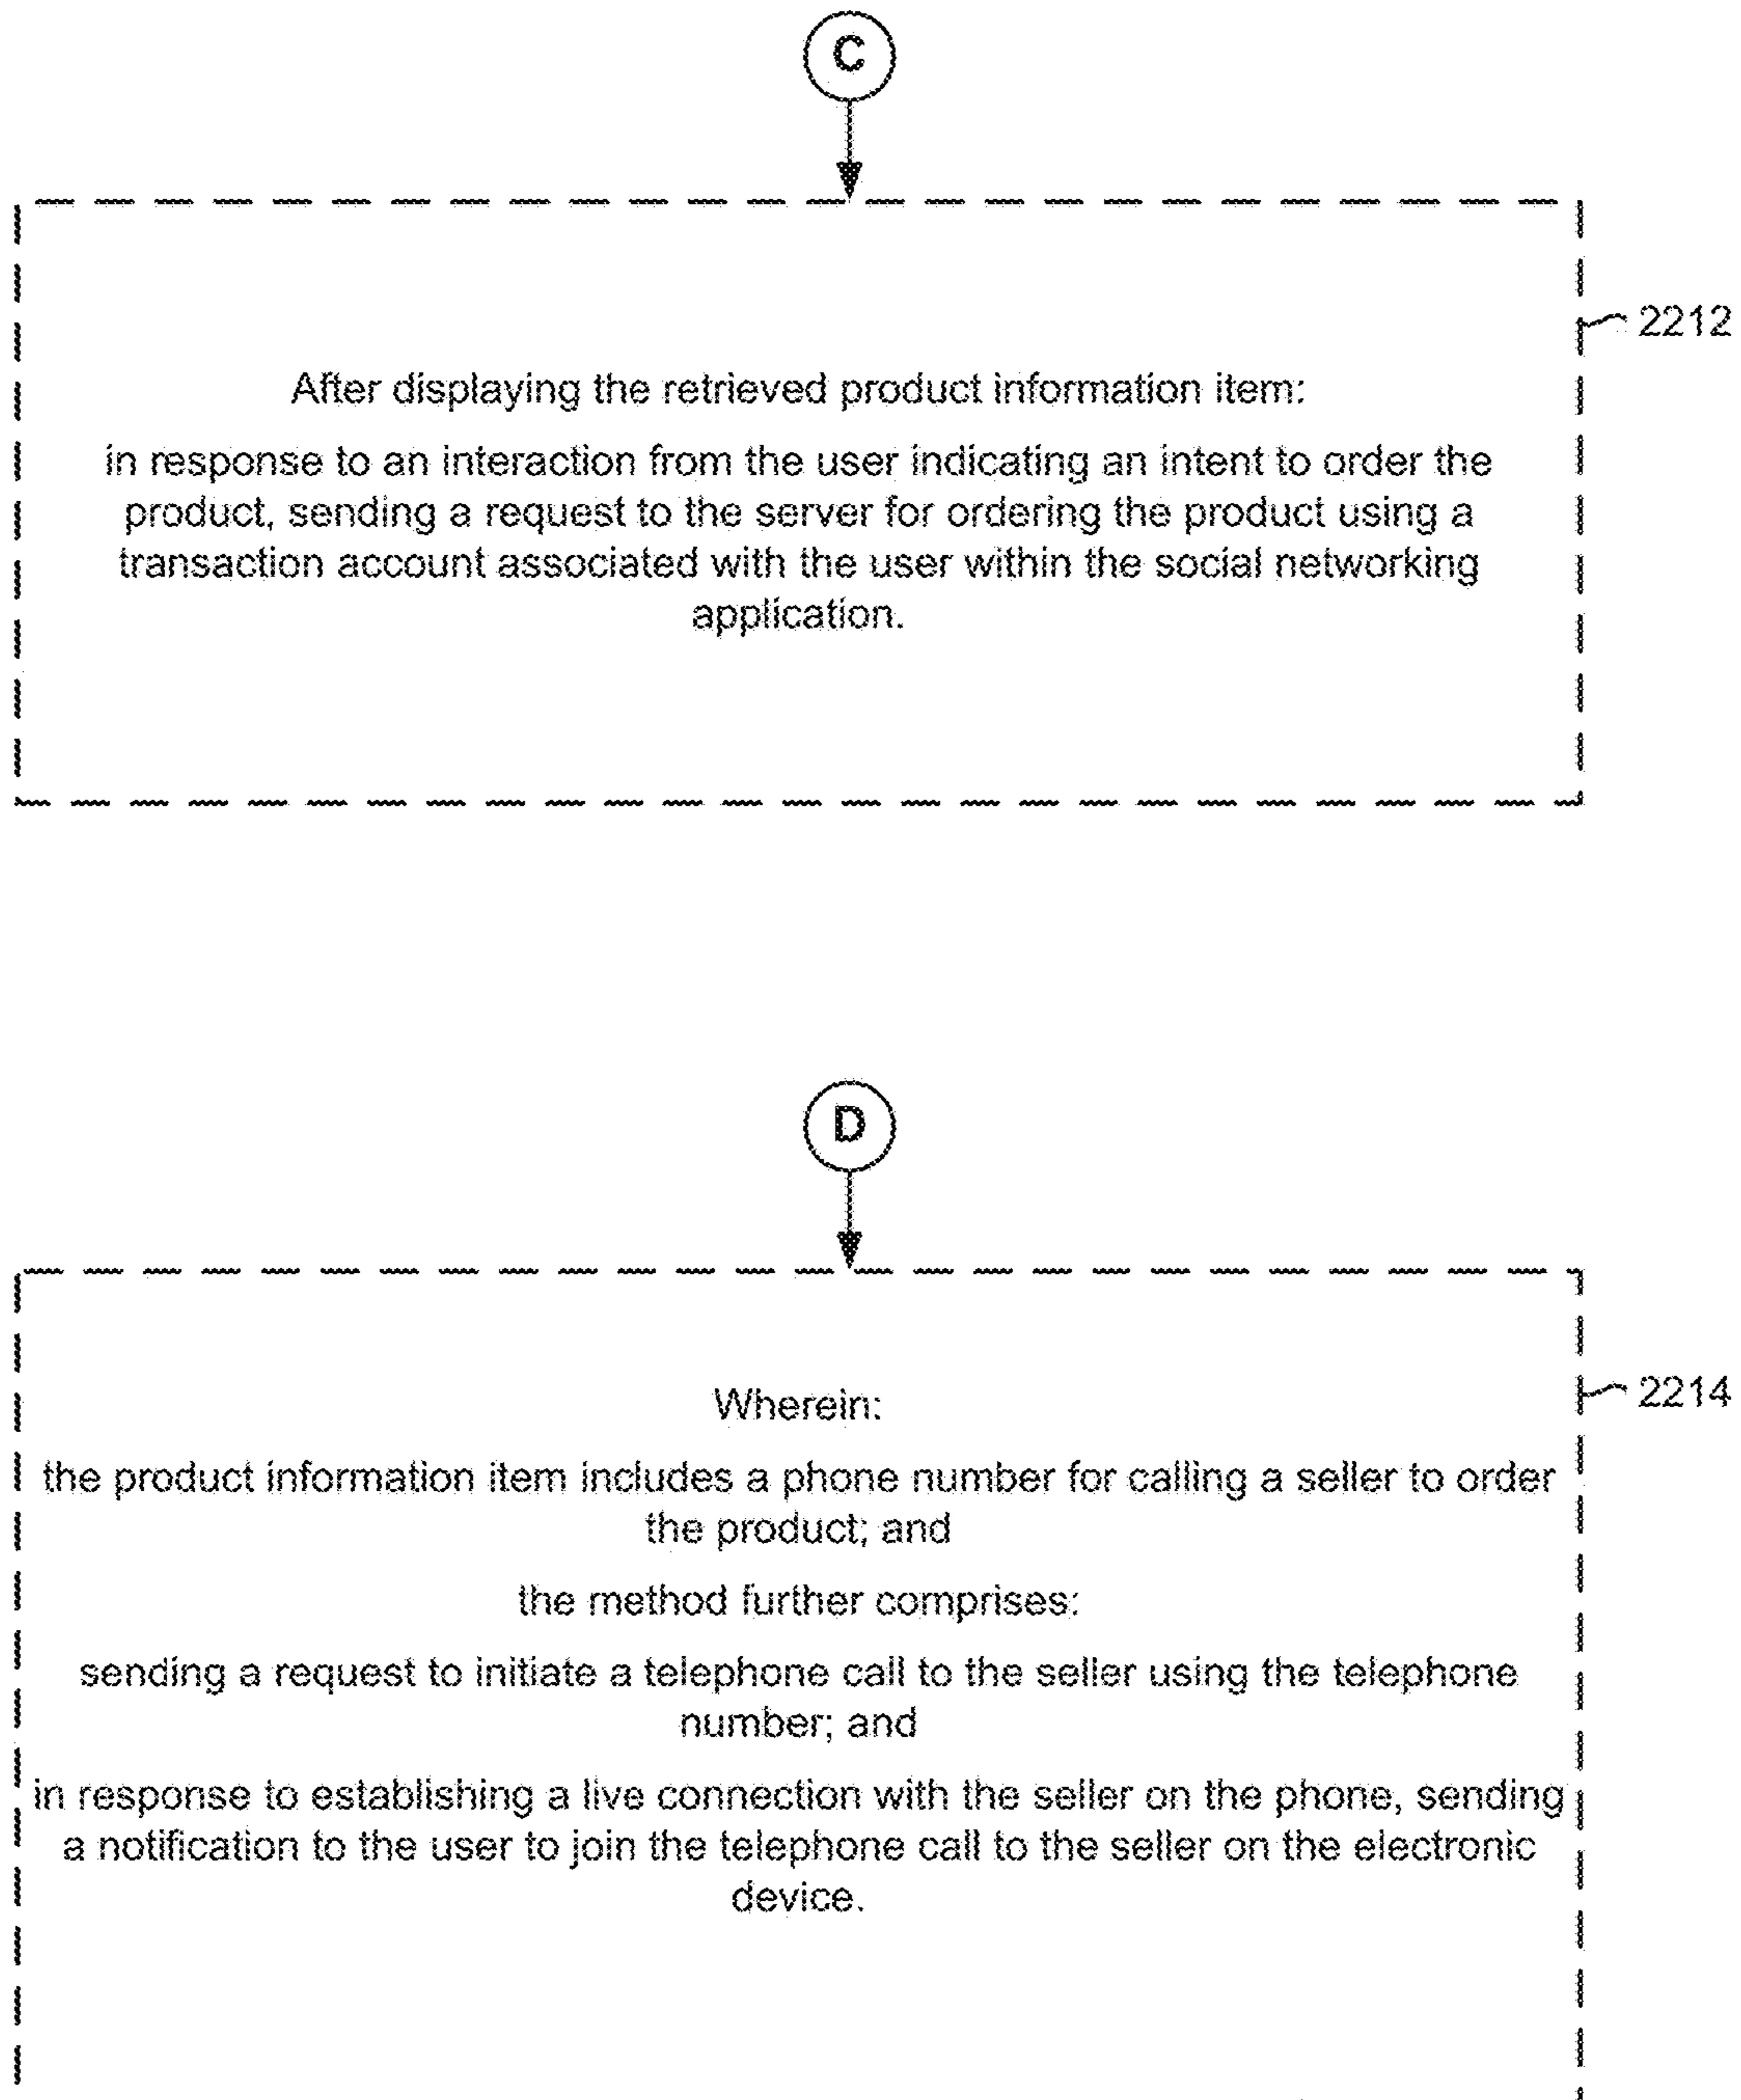 C
2212
After displaying the retrieved product information item:
in response to an interaction from the user indicating an intent to order the
product, sending a request to the server for ordering the product using a
transaction account associated with the user within the social networking
application.
D
2214
Wherein:
the product information item includes a phone number for calling a seller to order
the product; and
the method further comprises:
sending a request to initiate a telephone call to the seller using the telephone
number; and
in response to establishing a live connection with the seller on the phone, sending
a notification to the user to join the telephone call to the seller on the electronic
device.